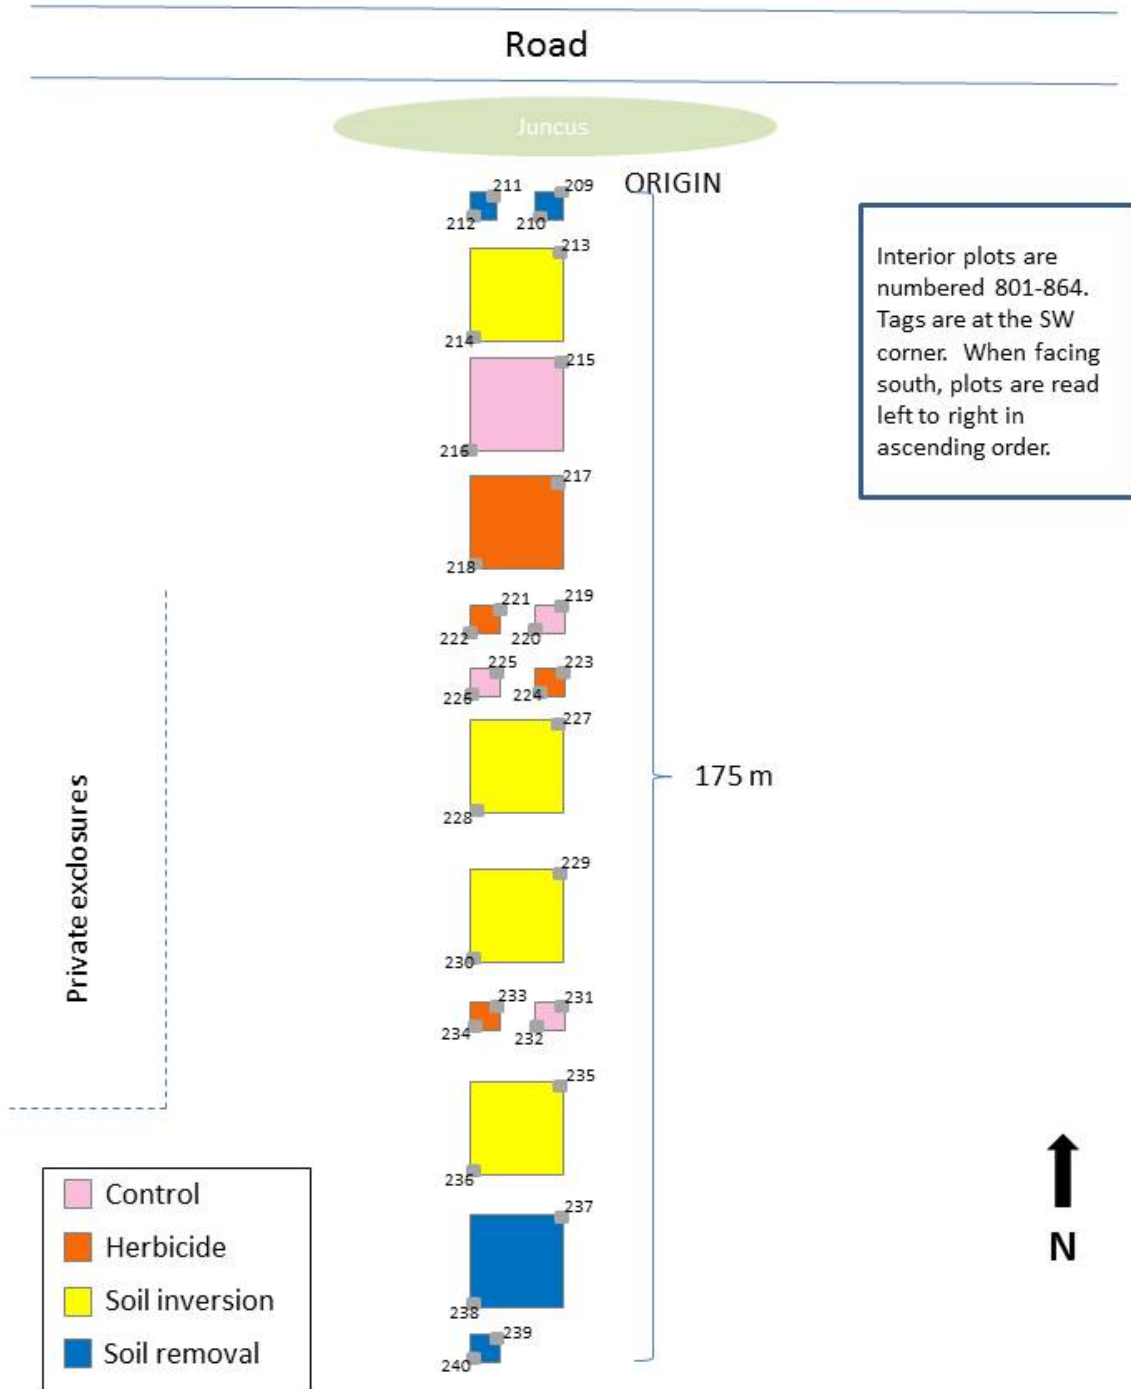 Road
Juncus
ORIGIN
211 209
212 210
213
214
215
216
217
218
221 219
222 220
225 223
226 224
227
228
229
230
233 231
234 232
235
236
237
238
239
240
175 m
Interior plots are
numbered 801-864.
Tags are at the SW
corner. When facing
south, plots are read
left to right in
ascending order.
Private exclosures
Control
Herbicide
Soil inversion
Soil removal
N